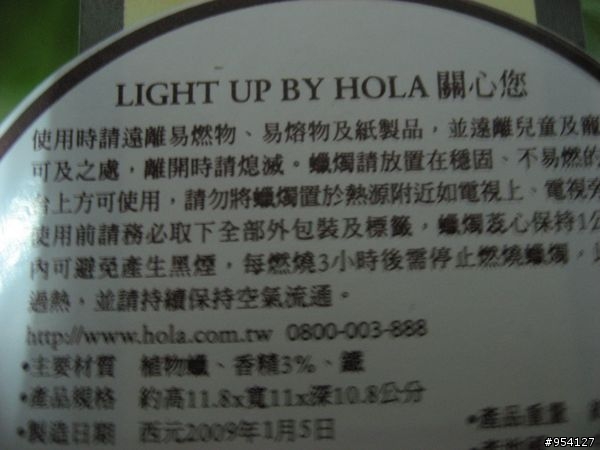 LIGHT UP BY HOLA 關心您
使用時請遠離易燃物、易熔物及紙製品，並遠離兒童及寵
可及之處，離開時請熄滅。蠟燭請放置在穩固、不易燃的
台上方可使用，請勿將蠟燭置於熱源附近如電視上、電視旁
使用前請務必取下全部外包裝及標籤，蠟燭蕊心保持1公
內可避免產生黑煙，每燃燒3小時後需停止燃燒蠟燭，以
過熱，並請持續保持空氣流通。
http://www.hola.com.tw 0800-003-888
•主要材質 植物蠟、香精3%、鐵
•產品規格 約高11.8x寬11x深10.8公分
•製造日期 西元2009年1月5日
•產品重量
#954127